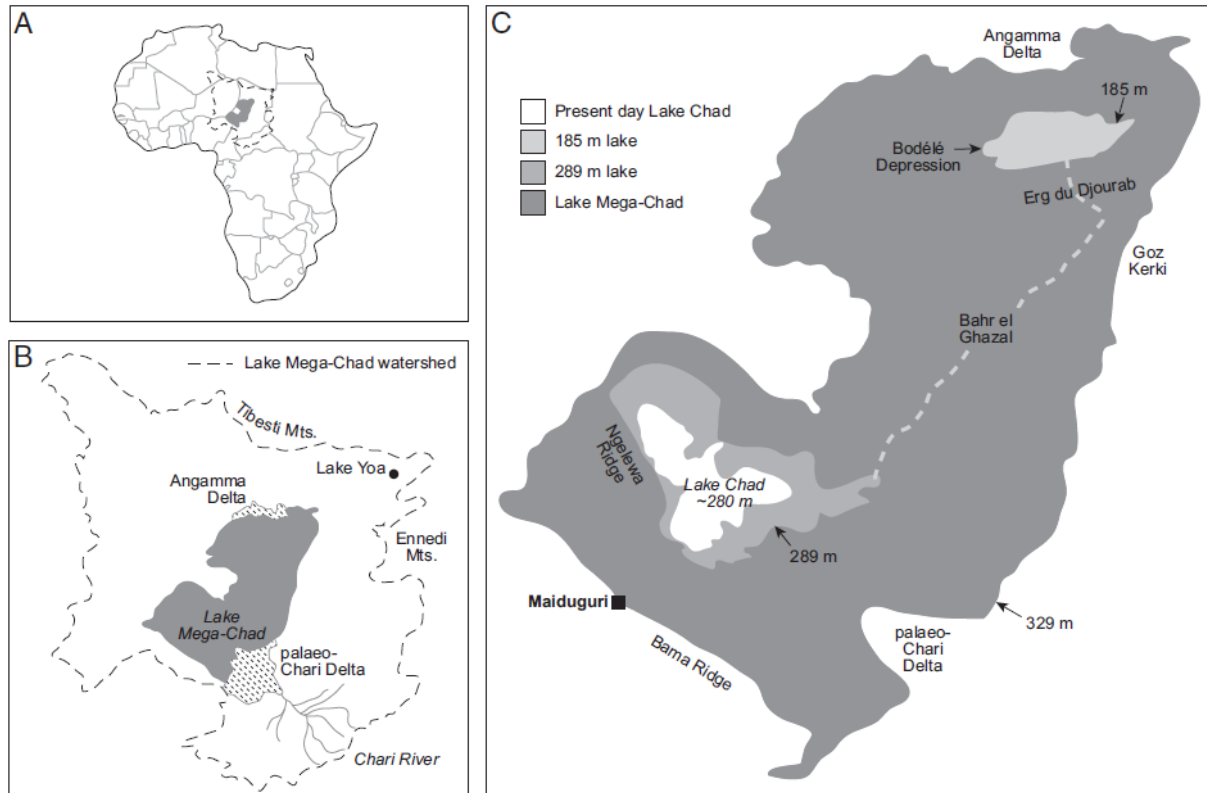 A
B
Lake Mega-Chad watershed
Tibesti Mts.
Lake Yoa
Angamma
Delta
Ennedi
Mts.
Lake
Mega-Chad
palaeo-
Chari Delta
Chari River
C
Present day Lake Chad
185 m lake
289 m lake
Lake Mega-Chad
Angamma
Delta
185 m
Bodélé
Depression
Erg du Djourab
Goz
Kerki
Bahr el
Ghazal
Ngelewa
Ridge
Lake Chad
~280 m
289 m
Maiduguri
329 m
palaeo-
Chari
Delta
Bama Ridge